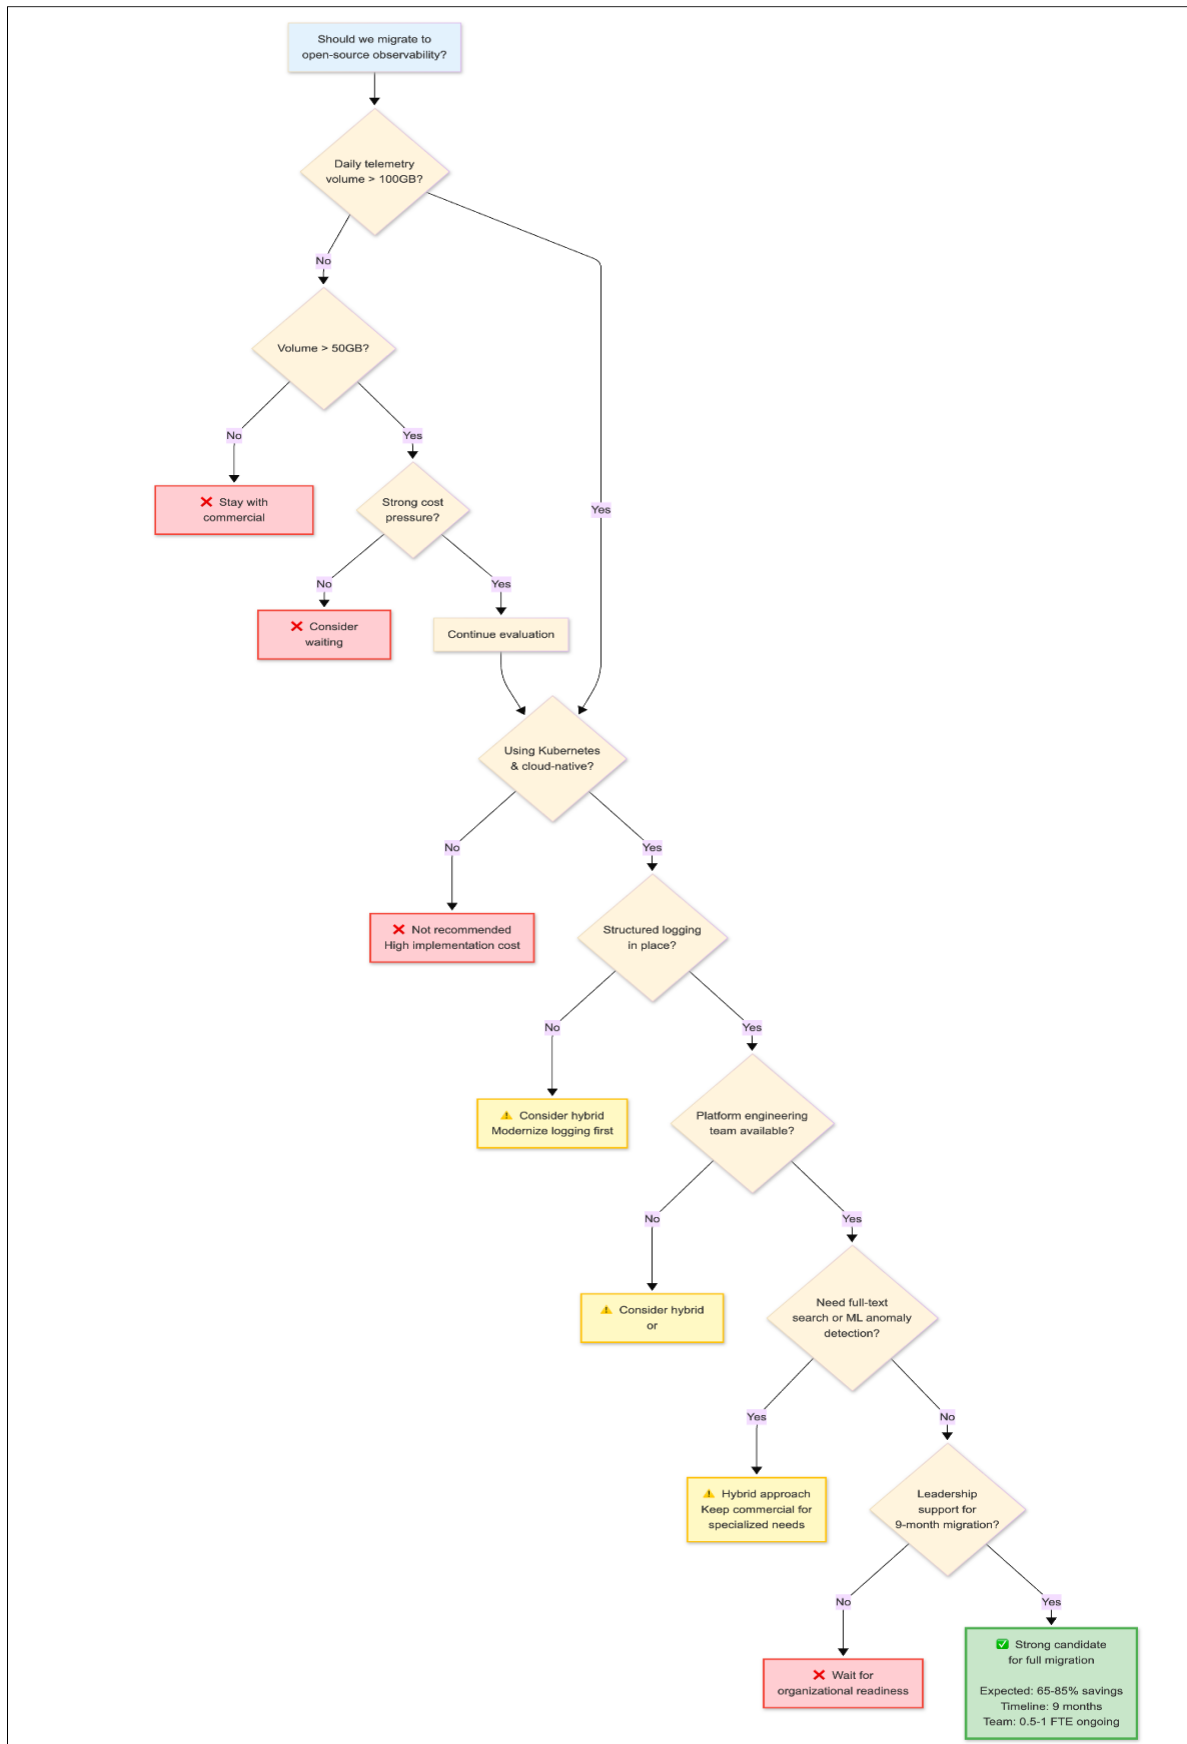 Should we migrate to
open-source observability?
Daily telemetry
volume > 100GB?
No
Volume > 50GB?
No
Yes
❌ Stay with
commercial
Strong cost
pressure?
Yes
No
Yes
❌ Consider
waiting
Continue evaluation
Using Kubernetes
& cloud-native?
No
Yes
❌ Not recommended
High implementation cost
Structured logging
in place?
No
Yes
⚠️ Consider hybrid
Modernize logging first
Platform engineering
team available?
No
Yes
⚠️ Consider hybrid
or
Need full-text
search or ML anomaly
detection?
Yes
No
⚠️ Hybrid approach
Keep commercial for
specialized needs
Leadership
support for
9-month migration?
No
Yes
❌ Wait for
organizational readiness
✅ Strong candidate
for full migration
Expected: 65-85% savings
Timeline: 9 months
Team: 0.5-1 FTE ongoing